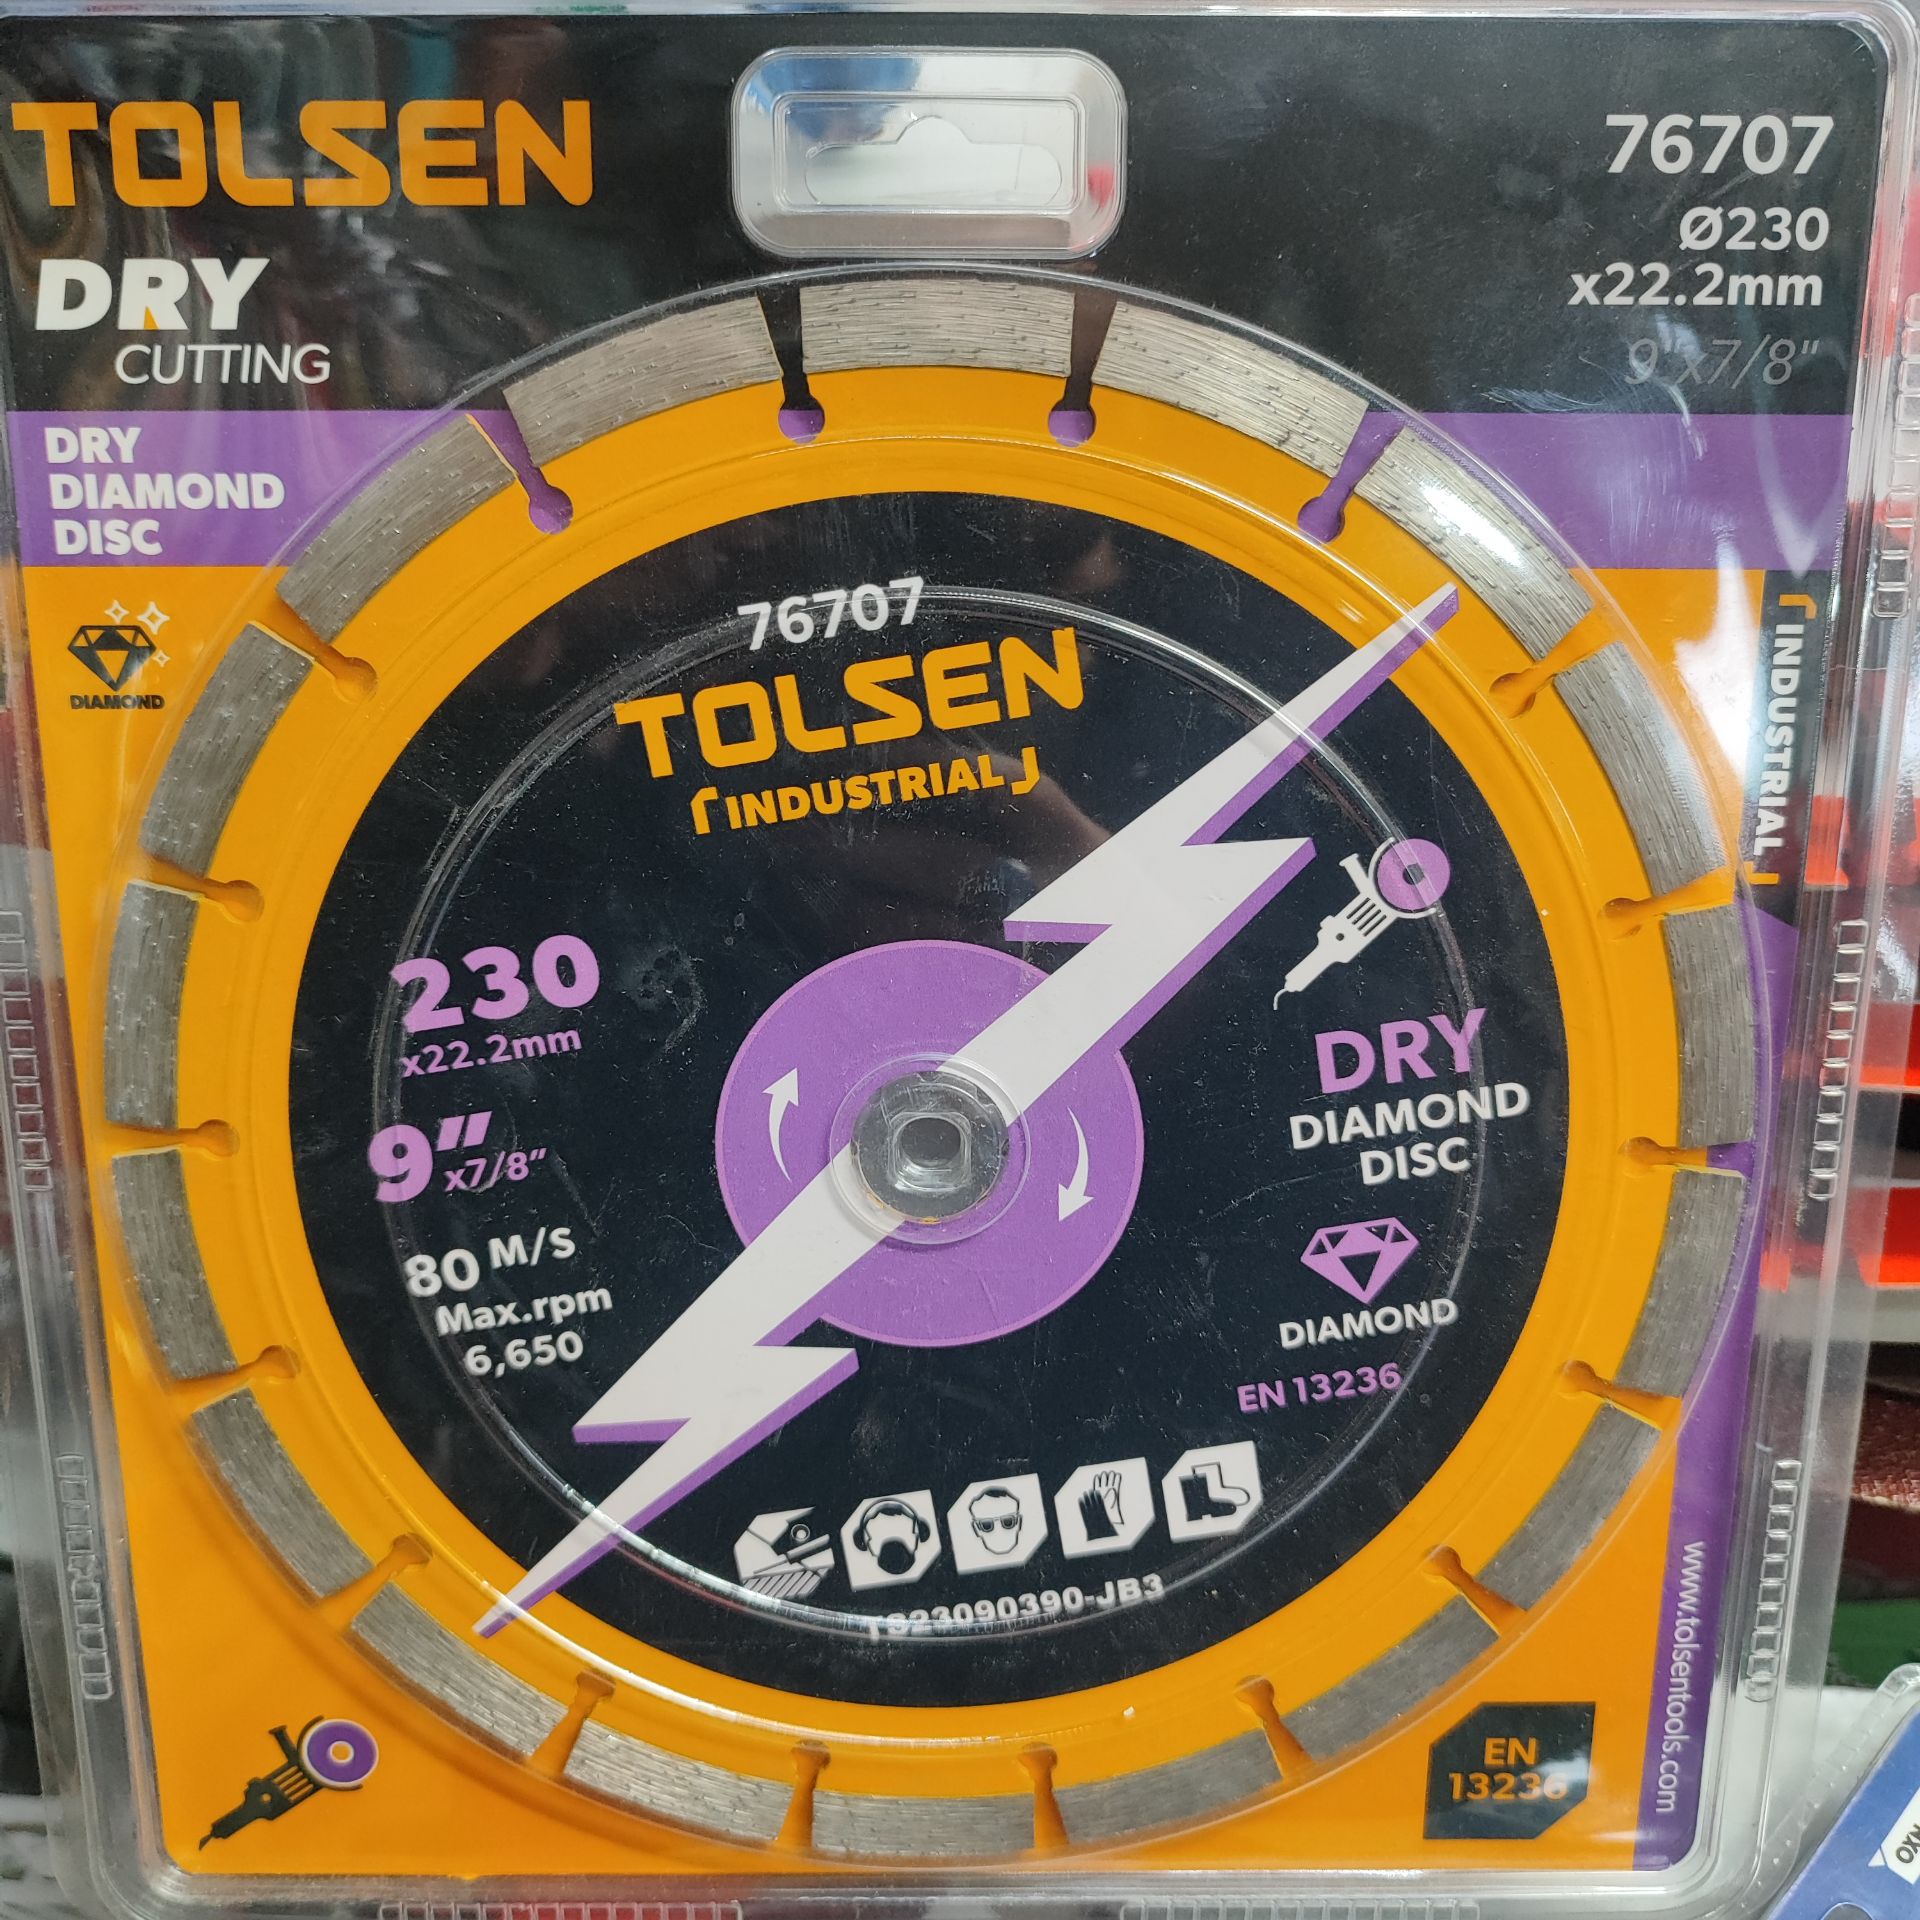 TOLSEN
76707
Ø230
x22.2mm
9"x7/8"
DRY
CUTTING
DRY
DIAMOND
DISC
DIAMOND
INDUSTRIAL
76707
TOLSEN
INDUSTRIAL
230
x22.2mm
9"
x7/8"
80 M/S
Max.rpm
6,650
DRY
DIAMOND
DISC
DIAMOND
EN 13236
EN
13236
www.tolsentools.com